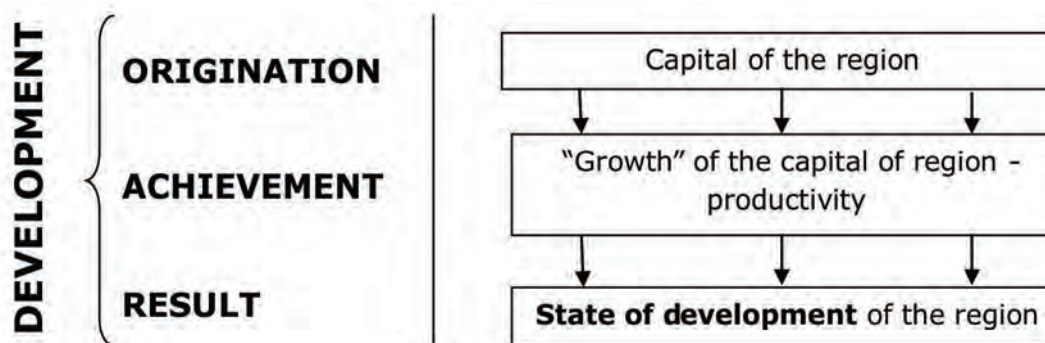 DEVELOPMENT
ORIGINATION
Capital of the region
ACHIEVEMENT
“Growth” of the capital of region -
productivity
RESULT
State of development of the region